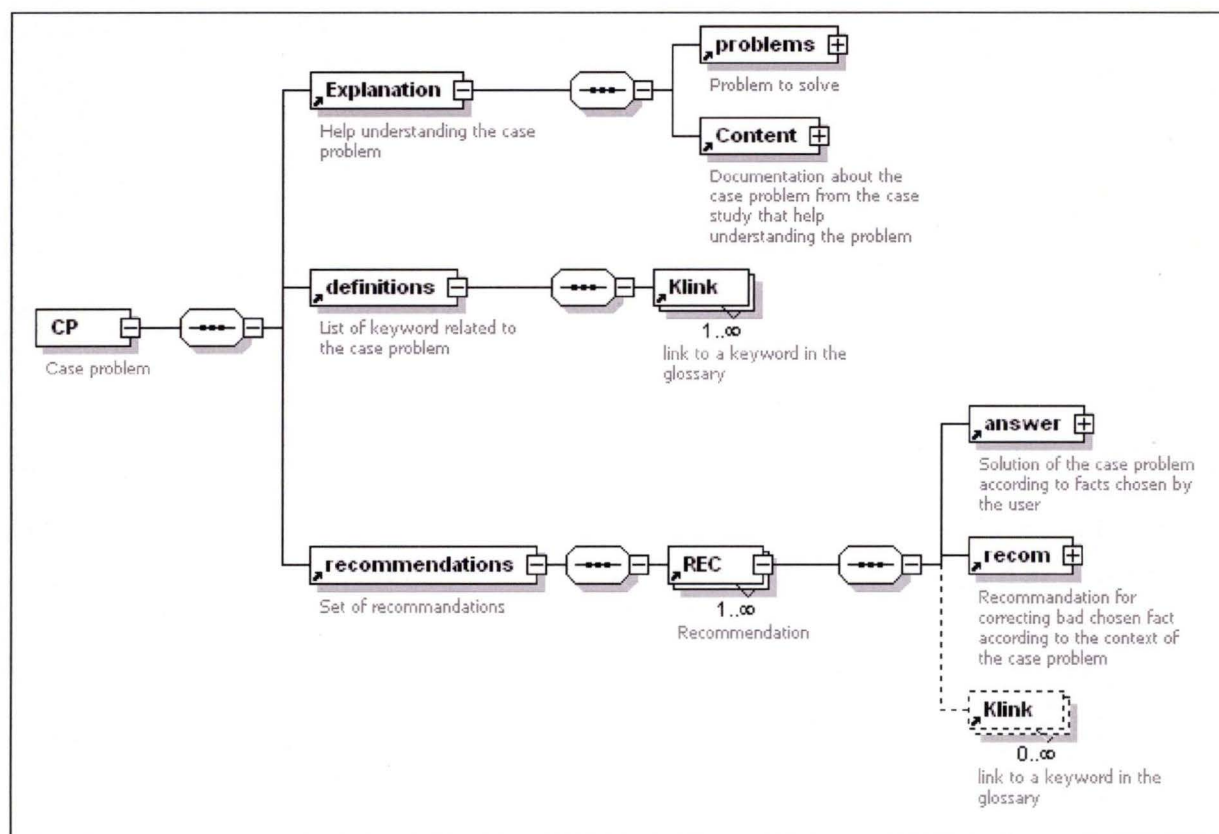 problems
Problem to solve
Explanation
Help understanding the case
problem
Content
Documentation about the
case problem from the case
study that help
understanding the problem
definitions
List of keyword related to
the case problem
Klink
1..∞
link to a keyword in the
glossary
CP
Case problem
answer
Solution of the case problem
according to facts chosen by
the user
recommendations
Set of recommandations
REC
1..∞
Recommendation
recom
Recommandation for
correcting bad chosen fact
according to the context of
the case problem
Klink
0..∞
link to a keyword in the
glossary